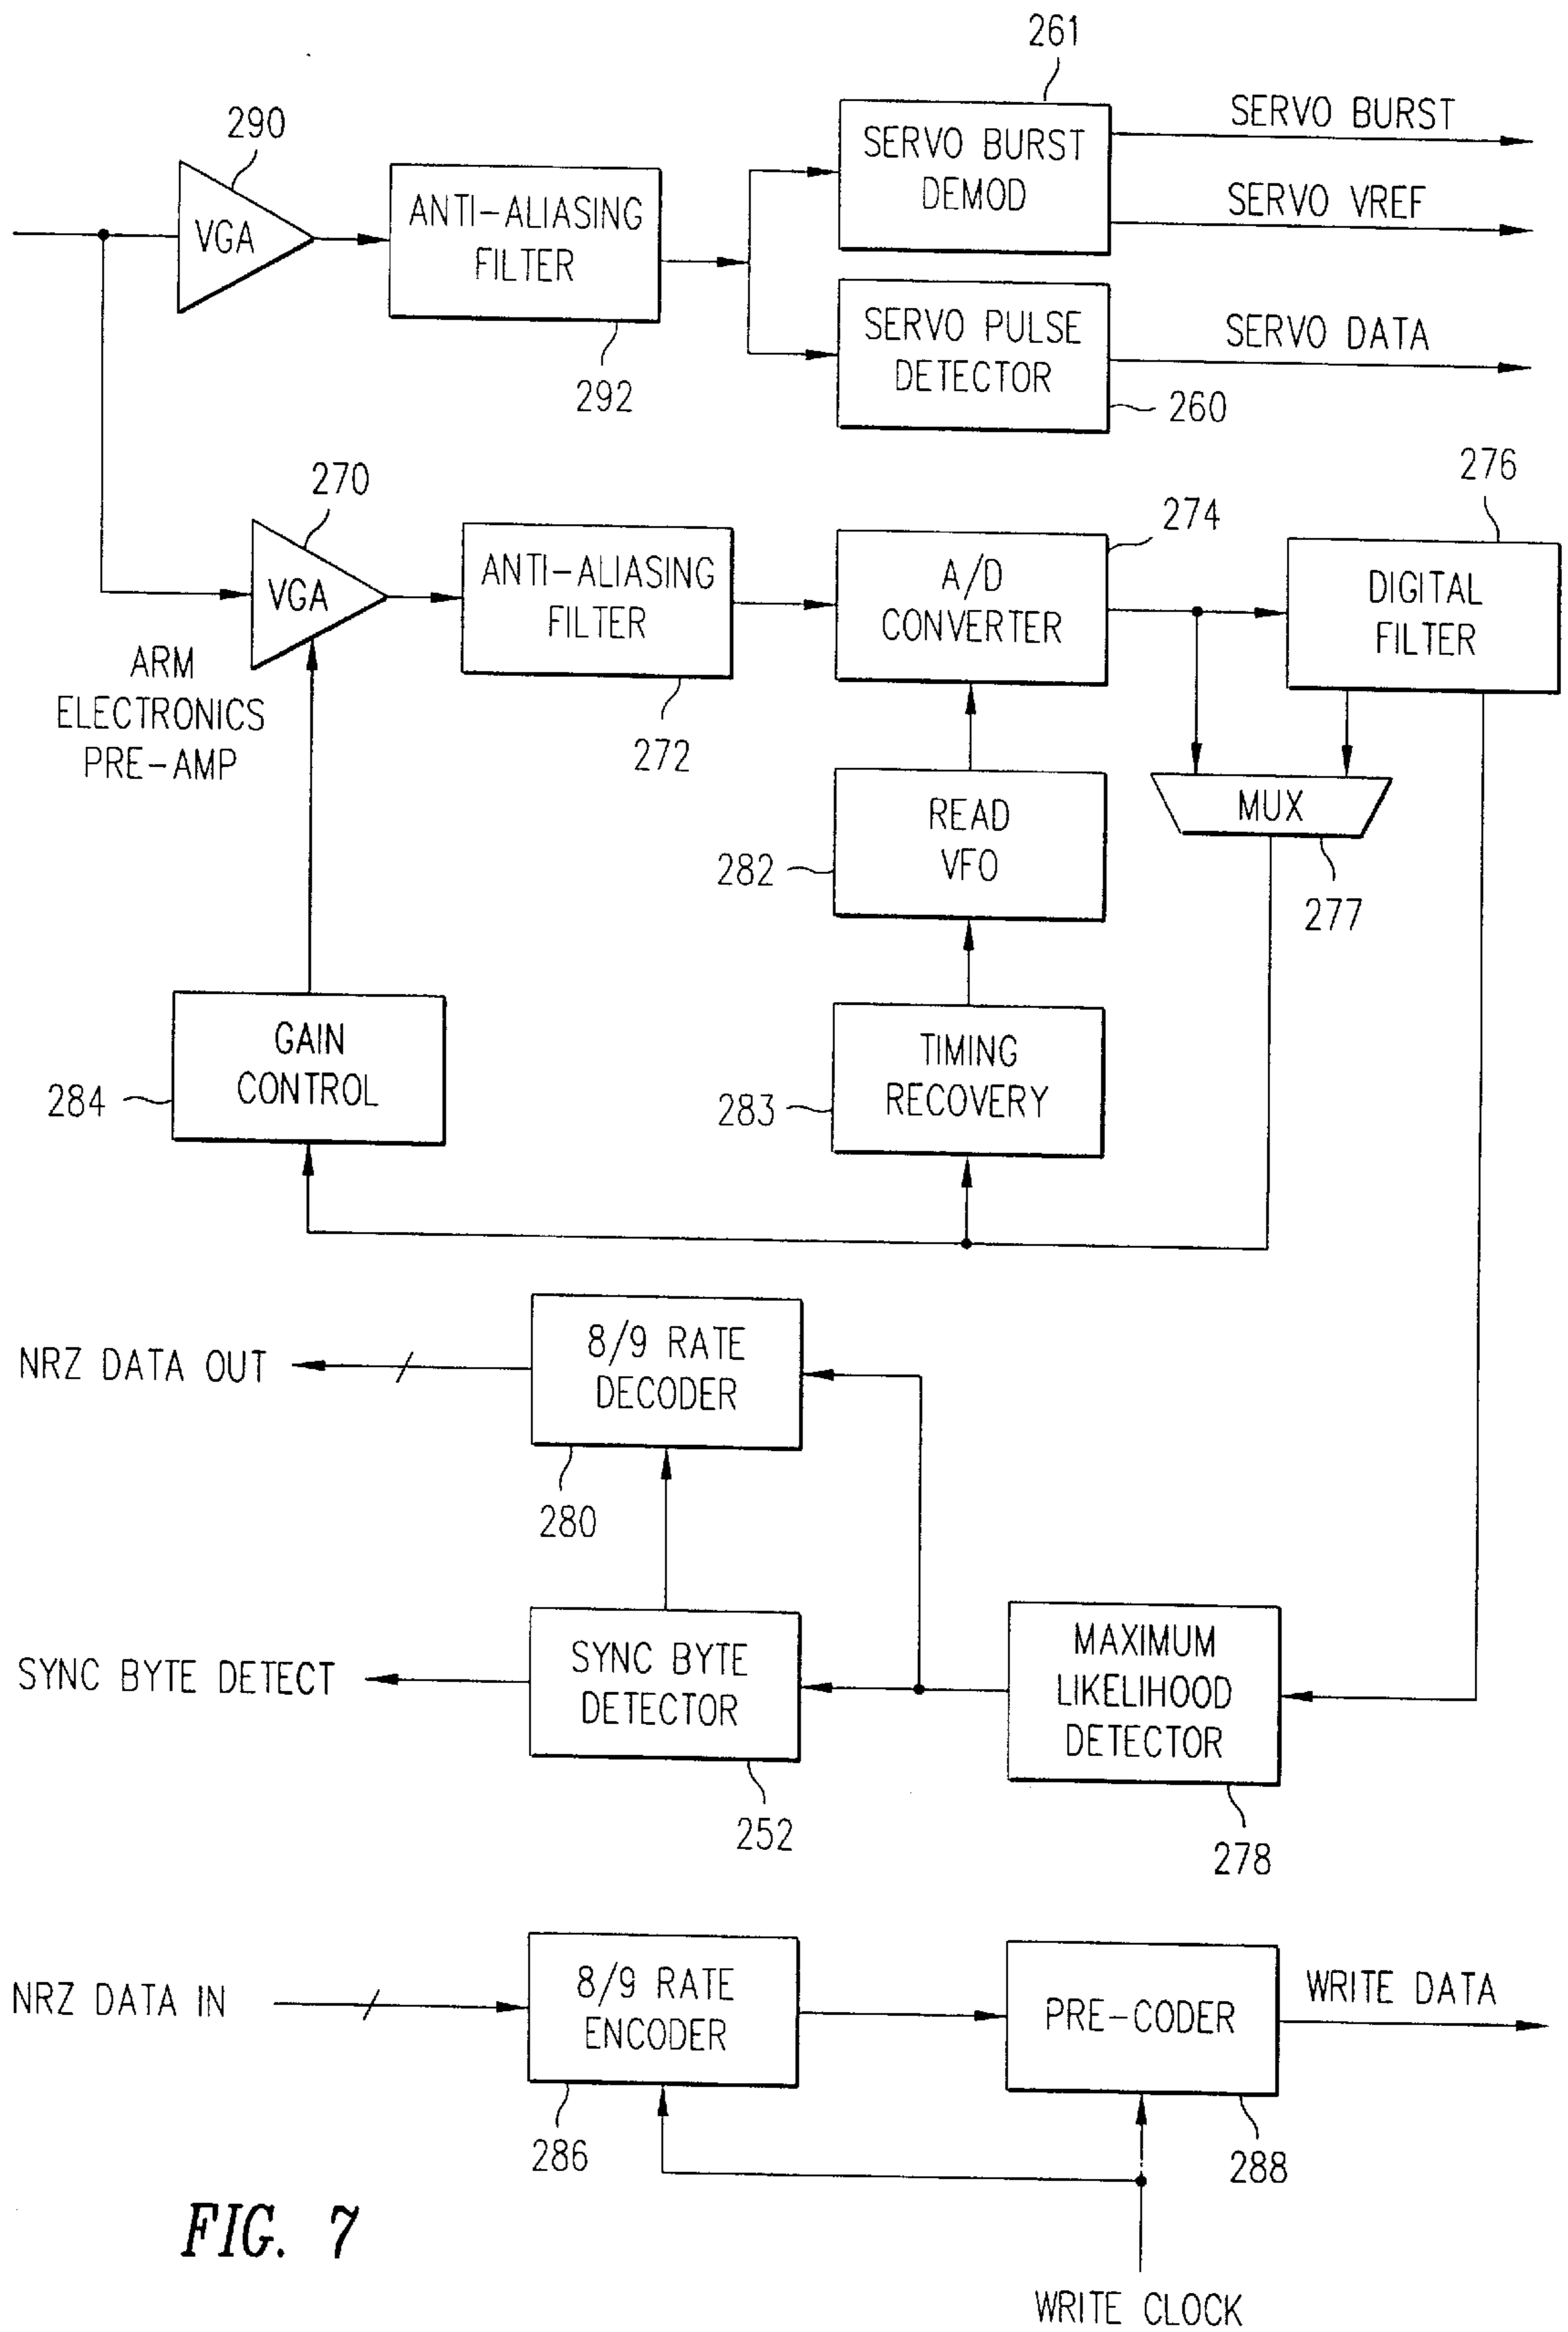 261
SERVO BURST
290
SERVO BURST
DEMOD
VGA
ANTI-ALIASING
FILTER
SERVO VREF
292
SERVO PULSE
DETECTOR
SERVO DATA
260
270
274
276
VGA
ANTI-ALIASING
FILTER
A/D
CONVERTER
DIGITAL
FILTER
ARM
ELECTRONICS
PRE-AMP
272
READ
VFO
282
MUX
277
GAIN
CONTROL
284
TIMING
RECOVERY
283
NRZ DATA OUT
8/9 RATE
DECODER
280
SYNC BYTE DETECT
SYNC BYTE
DETECTOR
MAXIMUM
LIKELIHOOD
DETECTOR
252
278
NRZ DATA IN
8/9 RATE
ENCODER
PRE-CODER
WRITE DATA
286
288
FIG. 7
WRITE CLOCK